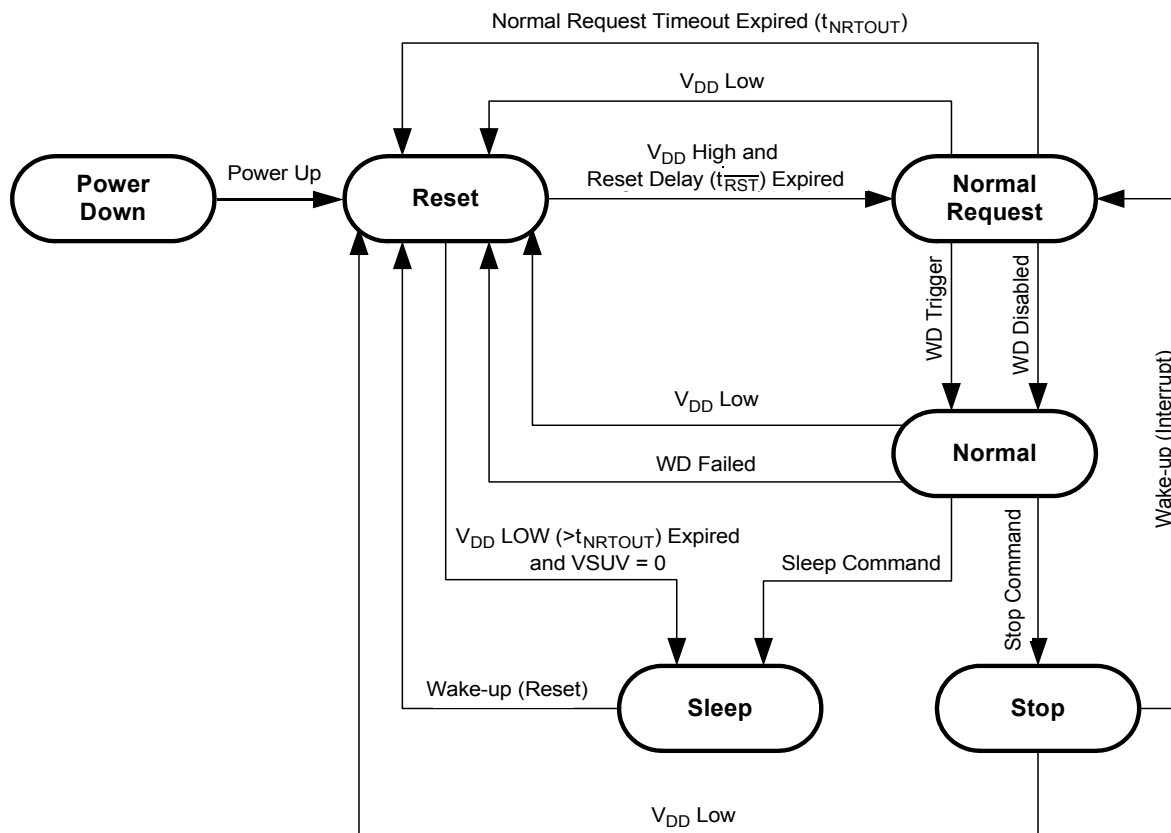 Normal Request Timeout Expired (tNRTOUT)
VDD Low
Power
Down
Power Up
Reset
VDD High and
Reset Delay (tRST) Expired
Normal
Request
WD Trigger
WD Disabled
Wake-up (Interrupt)
VDD Low
Normal
WD Failed
VDD LOW (>tNRTOUT) Expired
and VSUV = 0
Sleep Command
Stop Command
Wake-up (Reset)
Sleep
Stop
VDD Low